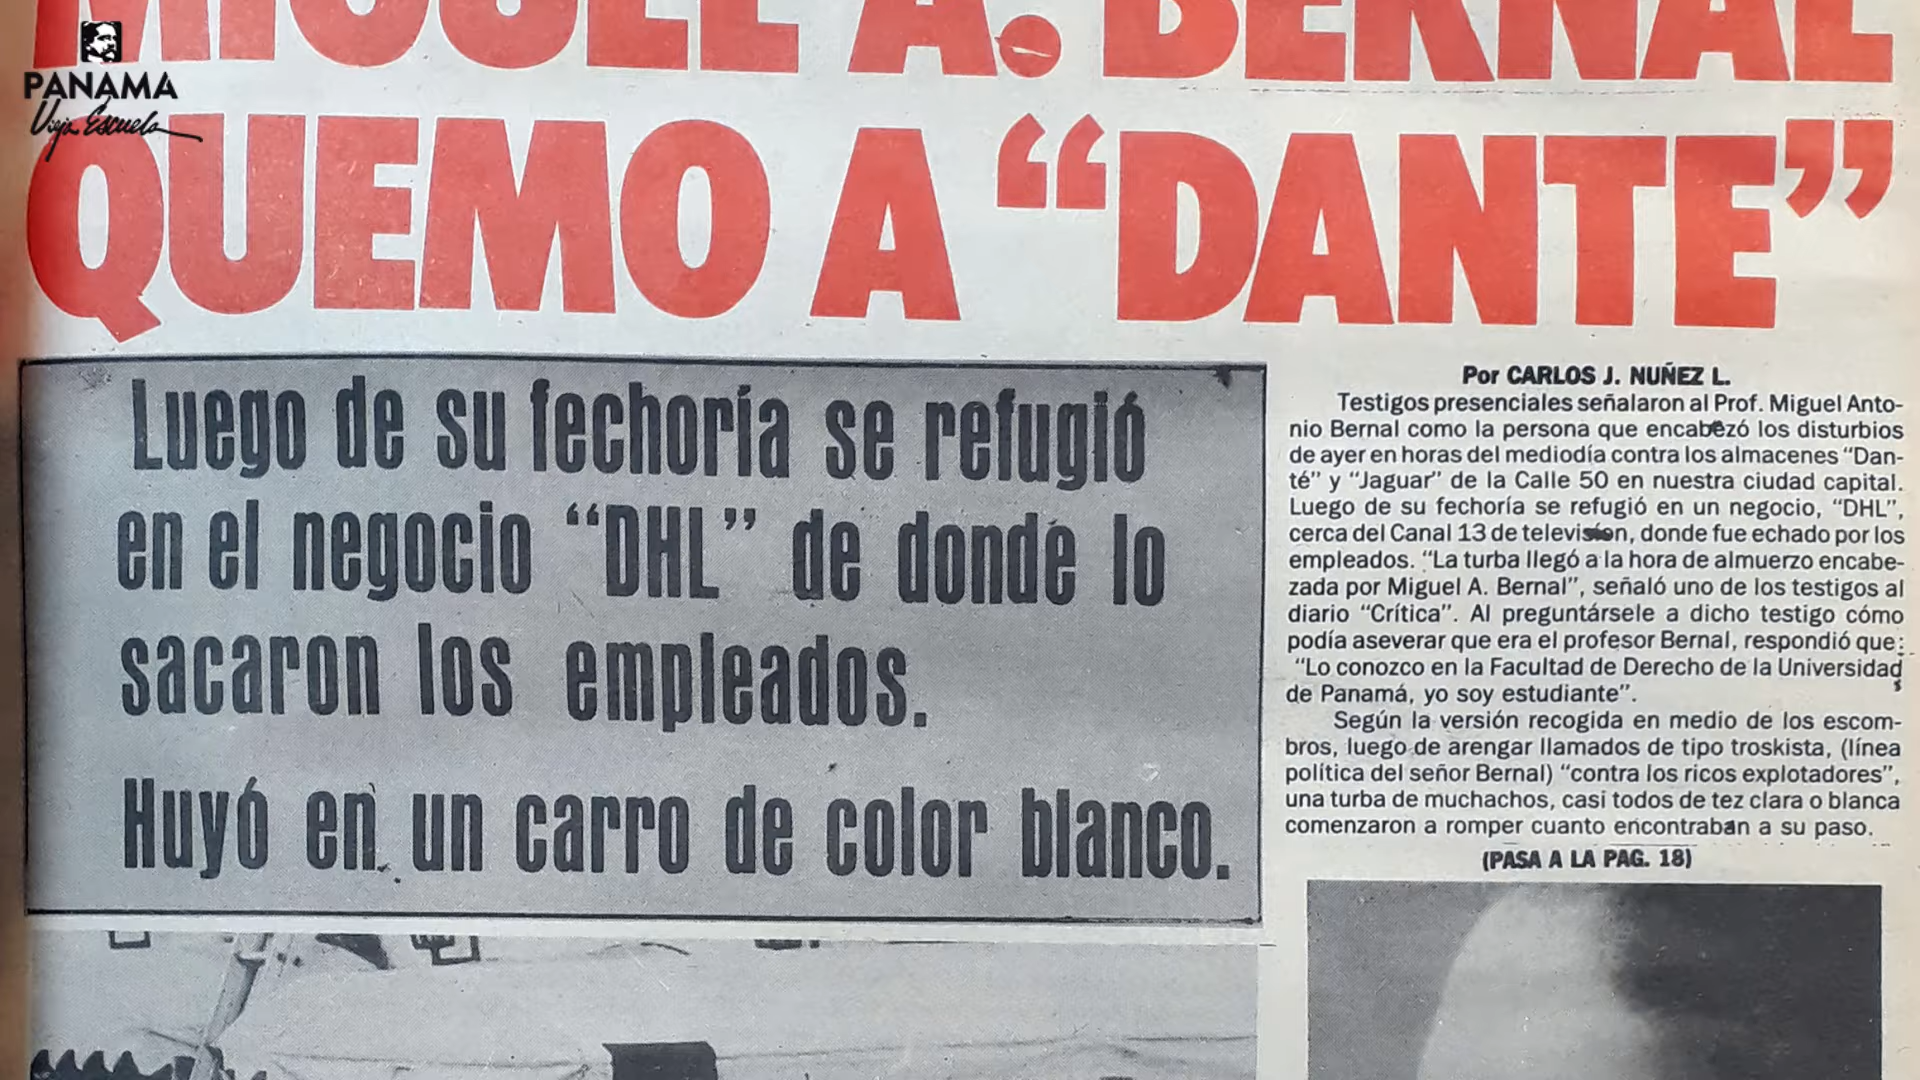 MIGUEL A. BERNAL
PANAMA
Vieja Escuela
QUEMO A “DANTE”
Luego de su fechoría se refugió
en el negocio “DHL” de donde lo
sacaron los empleados.
Huyó en un carro de color blanco.
Por CARLOS J. NUÑEZ L.
Testigos presenciales señalaron al Prof. Miguel Anto-
nio Bernal como la persona que encabezó los disturbios
de ayer en horas del mediodía contra los almacenes “Dan-
té” y “Jaguar” de la Calle 50 en nuestra ciudad capital.
Luego de su fechoría se refugió en un negocio, “DHL”,
cerca del Canal 13 de televisión, donde fue echado por los
empleados. “La turba llegó a la hora de almuerzo encabe-
zada por Miguel A. Bernal”, señaló uno de los testigos al
diario “Crítica”. Al preguntársele a dicho testigo cómo
podía aseverar que era el profesor Bernal, respondió que:
“Lo conozco en la Facultad de Derecho de la Universidad
de Panamá, yo soy estudiante”.
Según la versión recogida en medio de los escom-
bros, luego de arengar llamados de tipo troskista, (línea
política del señor Bernal) “contra los ricos explotadores”,
una turba de muchachos, casi todos de tez clara o blanca
comenzaron a romper cuanto encontraban a su paso.
(PASA A LA PAG. 18)